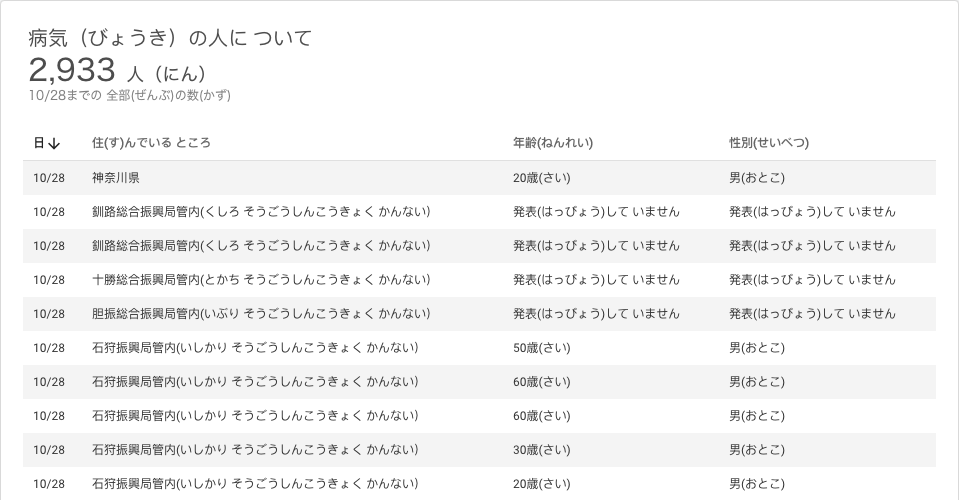 病気（びょうき）の人に ついて
2,933 人（にん）
10/28までの 全部(ぜんぶ)の数(かず)
日↓ 住(す)んでいる ところ 年齢(ねんれい) 性別(せいべつ)
10/28 神奈川県 20歳(さい) 男(おとこ)
10/28 釧路総合振興局管内(くしろ そうごうしんこうきょく かんない) 発表(はっぴょう)して いません 発表(はっぴょう)して いません
10/28 釧路総合振興局管内(くしろ そうごうしんこうきょく かんない) 発表(はっぴょう)して いません 発表(はっぴょう)して いません
10/28 十勝総合振興局管内(とかち そうごうしんこうきょく かんない) 発表(はっぴょう)して いません 発表(はっぴょう)して いません
10/28 胆振総合振興局管内(いぶり そうごうしんこうきょく かんない) 発表(はっぴょう)して いません 発表(はっぴょう)して いません
10/28 石狩振興局管内(いしかり そうごうしんこうきょく かんない) 50歳(さい) 男(おとこ)
10/28 石狩振興局管内(いしかり そうごうしんこうきょく かんない) 60歳(さい) 男(おとこ)
10/28 石狩振興局管内(いしかり そうごうしんこうきょく かんない) 60歳(さい) 男(おとこ)
10/28 石狩振興局管内(いしかり そうごうしんこうきょく かんない) 30歳(さい) 男(おとこ)
10/28 石狩振興局管内(いしかり そうごうしんこうきょく かんない) 20歳(さい) 男(おとこ)